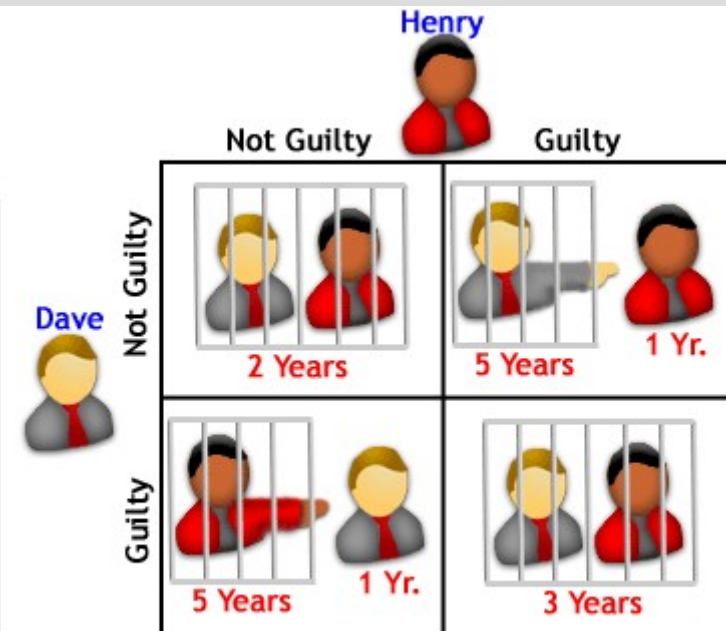 Henry
Not Guilty
Guilty
Dave
Not Guilty
2 Years
5 Years
1 Yr.
Guilty
5 Years
1 Yr.
3 Years